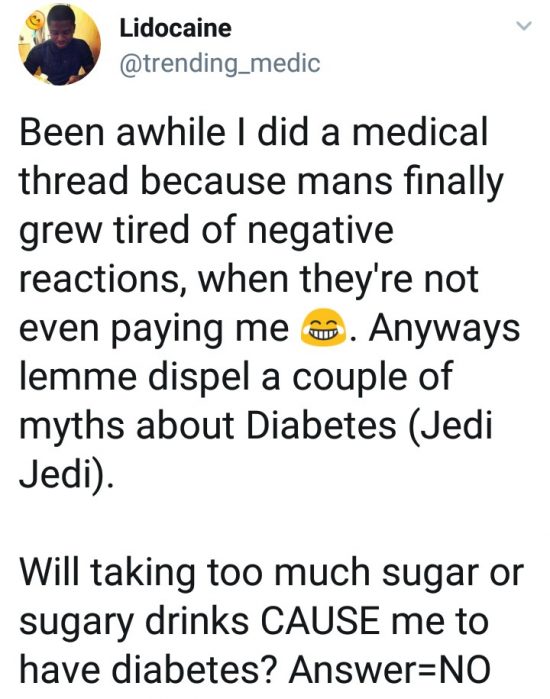 Lidocaine
@trending_medic
Been awhile I did a medical
thread because mans finally
grew tired of negative
reactions, when they're not
even paying me 😂. Anyways
lemme dispel a couple of
myths about Diabetes (Jedi
Jedi).
Will taking too much sugar or
sugary drinks CAUSE me to
have diabetes? Answer=NO